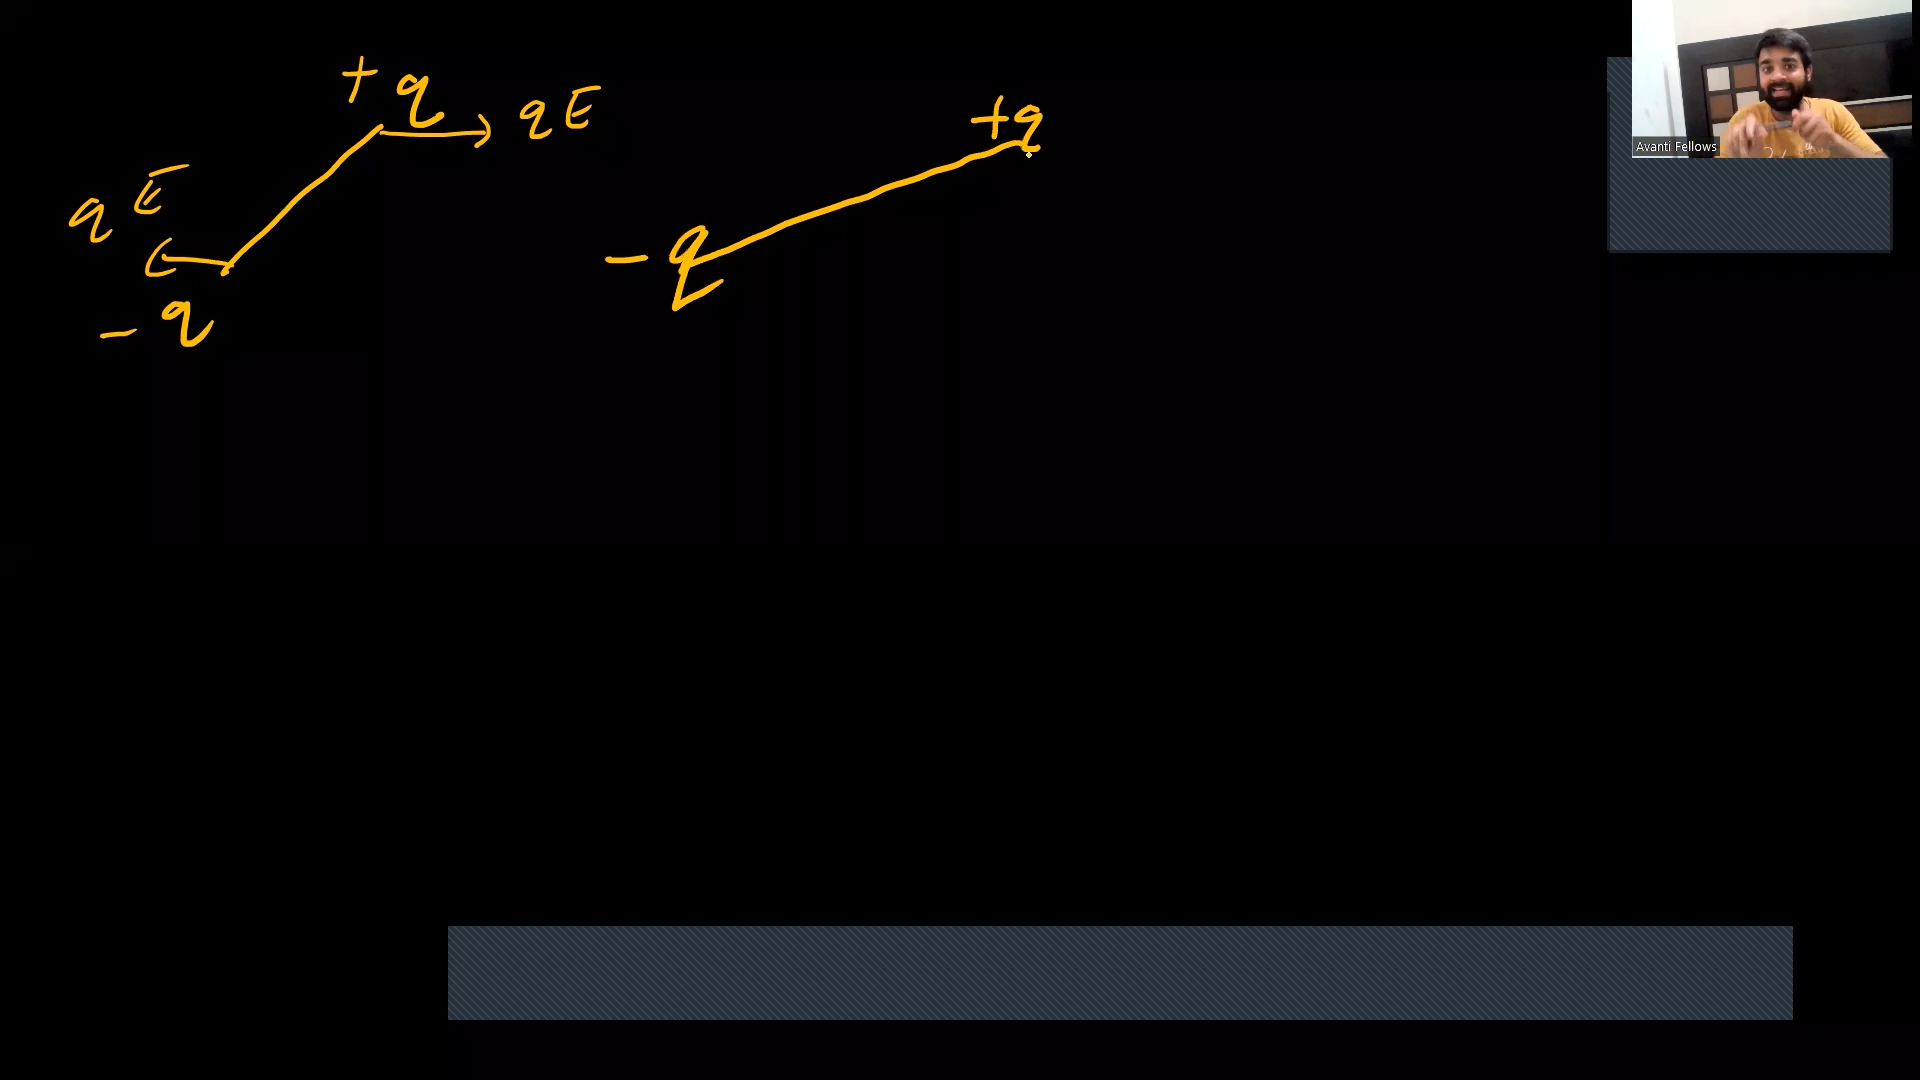 +q
qE
qE
-q
+q
-q
Avanti Fellows